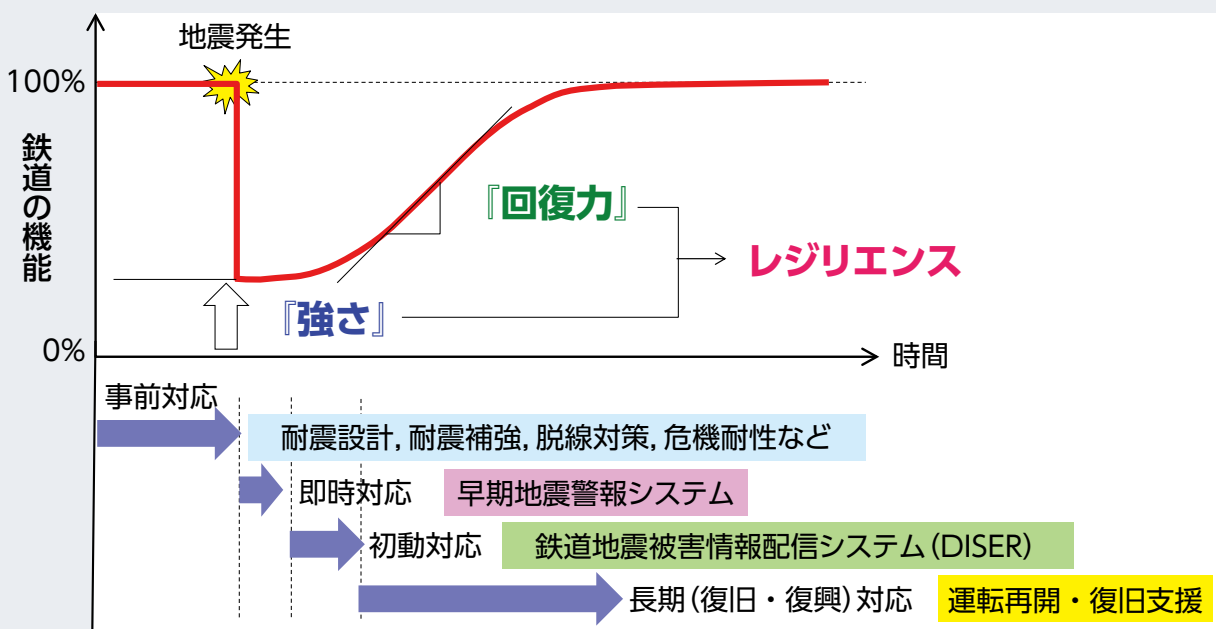 地震発生
100%
鉄道の機能
『回復力』
レジリエンス
『強さ』
0%
時間
事前対応
耐震設計, 耐震補強, 脱線対策, 危機耐性など
即時対応 早期地震警報システム
初動対応 鉄道地震被害情報配信システム(DISER)
長期(復旧・復興)対応 運転再開・復旧支援